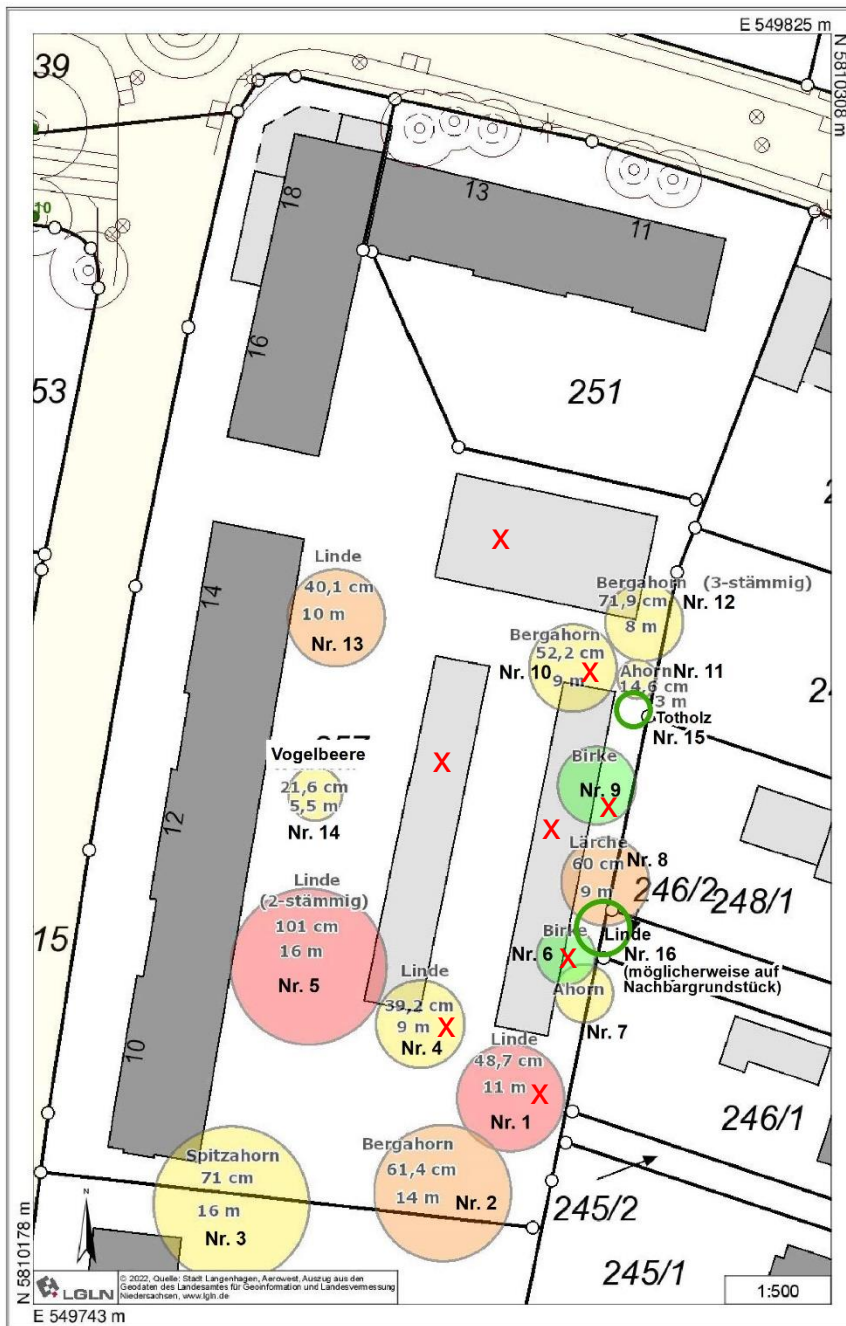 E 549825 m
N 5810308 m
39
18
13
11
10
16
53
251
14
Linde
40,1 cm
10 m
Nr. 13
X
Bergahorn (3-stämmig)
71,9 cm
Nr. 12
8 m
Bergahorn
52,2 cm
Nr. 10
9 m
X
Ahorn
Nr. 11
14,6 cm
3 m
Totholz
Nr. 15
Vogelbeere
21,6 cm
5,5 m
Nr. 14
X
Birke
Nr. 9
X
X
12
Lärche
Nr. 8
60 cm
9 m
246/2
248/1
Linde
(2-stämmig)
101 cm
16 m
Nr. 5
15
Birke
Nr. 6
X
Linde
Nr. 16
(möglicherweise auf
Nachbargrundstück)
Ahorn
Nr. 7
Linde
39,2 cm
9 m
X
Nr. 4
10
Linde
48,7 cm
11 m
X
Nr. 1
246/1
Spitzahorn
71 cm
16 m
Nr. 3
Bergahorn
61,4 cm
14 m
Nr. 2
245/2
245/1
N
N 5810178 m
LGLN
© 2022, Quelle: Stadt Langenhagen, Aerowest, Auszug aus den
Geodaten des Landesamtes für Geoinformation und Landesvermessung
Niedersachsen, www.lgln.de
1:500
E 549743 m